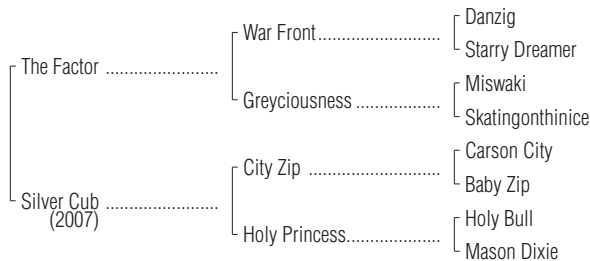 Danzig
War Front....................
Starry Dreamer
The Factor .......................
Miswaki
Greyciousness .................
Skatingonthinice
Carson City
City Zip ...........................
Baby Zip
Silver Cub .......................
(2007)
Holy Bull
Holy Princess...................
Mason Dixie